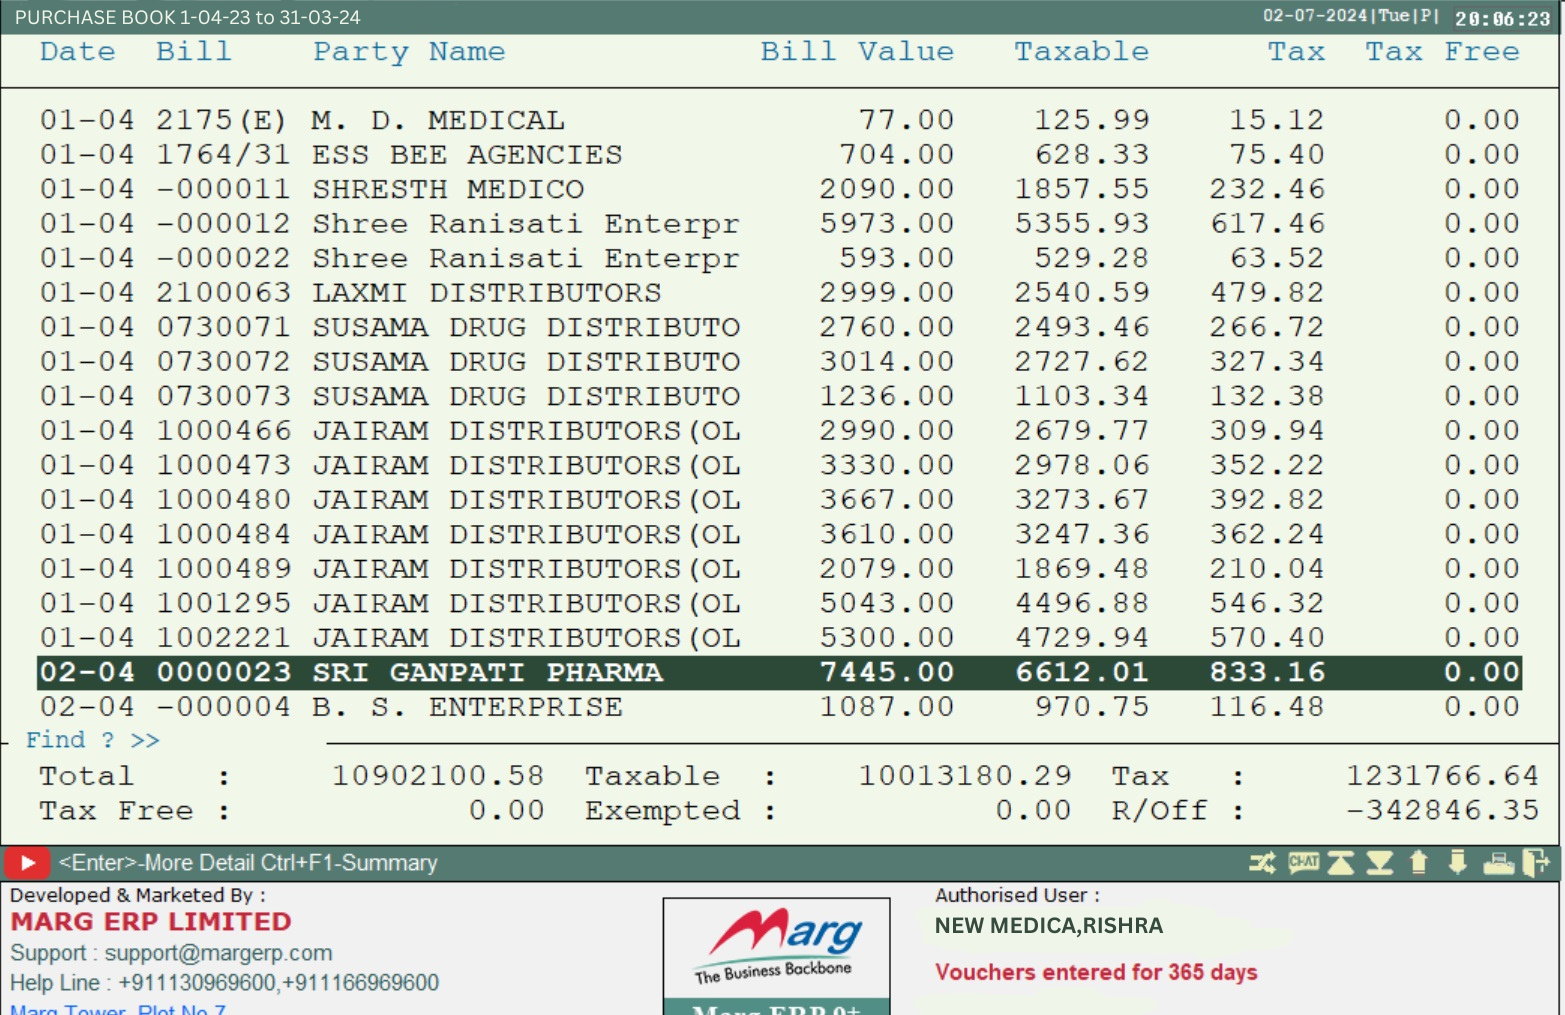 PURCHASE BOOK 1-04-23 to 31-03-24 02-07-2024|Tue|P| 20:06:23
Date Bill Party Name Bill Value Taxable Tax Tax Free
01-04 2175(E) M. D. MEDICAL 77.00 125.99 15.12 0.00
01-04 1764/31 ESS BEE AGENCIES 704.00 628.33 75.40 0.00
01-04 -000011 SHRESTH MEDICO 2090.00 1857.55 232.46 0.00
01-04 -000012 Shree Ranisati Enterpr 5973.00 5355.93 617.46 0.00
01-04 -000022 Shree Ranisati Enterpr 593.00 529.28 63.52 0.00
01-04 2100063 LAXMI DISTRIBUTORS 2999.00 2540.59 479.82 0.00
01-04 0730071 SUSAMA DRUG DISTRIBUTO 2760.00 2493.46 266.72 0.00
01-04 0730072 SUSAMA DRUG DISTRIBUTO 3014.00 2727.62 327.34 0.00
01-04 0730073 SUSAMA DRUG DISTRIBUTO 1236.00 1103.34 132.38 0.00
01-04 1000466 JAIRAM DISTRIBUTORS(OL 2990.00 2679.77 309.94 0.00
01-04 1000473 JAIRAM DISTRIBUTORS(OL 3330.00 2978.06 352.22 0.00
01-04 1000480 JAIRAM DISTRIBUTORS(OL 3667.00 3273.67 392.82 0.00
01-04 1000484 JAIRAM DISTRIBUTORS(OL 3610.00 3247.36 362.24 0.00
01-04 1000489 JAIRAM DISTRIBUTORS(OL 2079.00 1869.48 210.04 0.00
01-04 1001295 JAIRAM DISTRIBUTORS(OL 5043.00 4496.88 546.32 0.00
01-04 1002221 JAIRAM DISTRIBUTORS(OL 5300.00 4729.94 570.40 0.00
02-04 0000023 SRI GANPATI PHARMA 7445.00 6612.01 833.16 0.00
02-04 -000004 B. S. ENTERPRISE 1087.00 970.75 116.48 0.00
Find ? >>
Total : 10902100.58 Taxable : 10013180.29 Tax : 1231766.64
Tax Free : 0.00 Exempted : 0.00 R/Off : -342846.35
<Enter>-More Detail Ctrl+F1-Summary CHAT
Developed & Marketed By :
MARG ERP LIMITED
Support : support@margerp.com
Help Line : +911130969600,+911166969600
Marg Tower, Plot No 7
Marg
The Business Backbone
Marg ERP 9+
Authorised User :
NEW MEDICA,RISHRA
Vouchers entered for 365 days